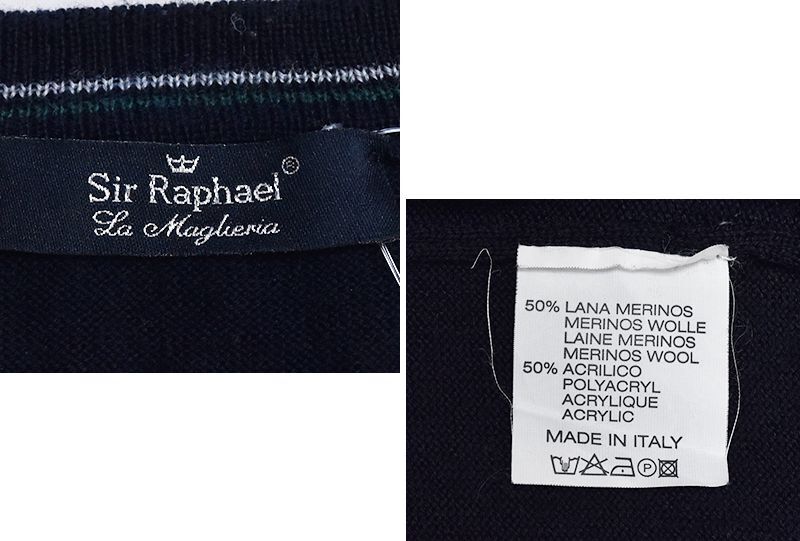 Sir Raphael®
La Maglieria
50% LANA MERINOS
MERINOS WOLLE
LAINE MERINOS
MERINOS WOOL
50% ACRILICO
POLYACRYL
ACRYLIQUE
ACRYLIC
MADE IN ITALY